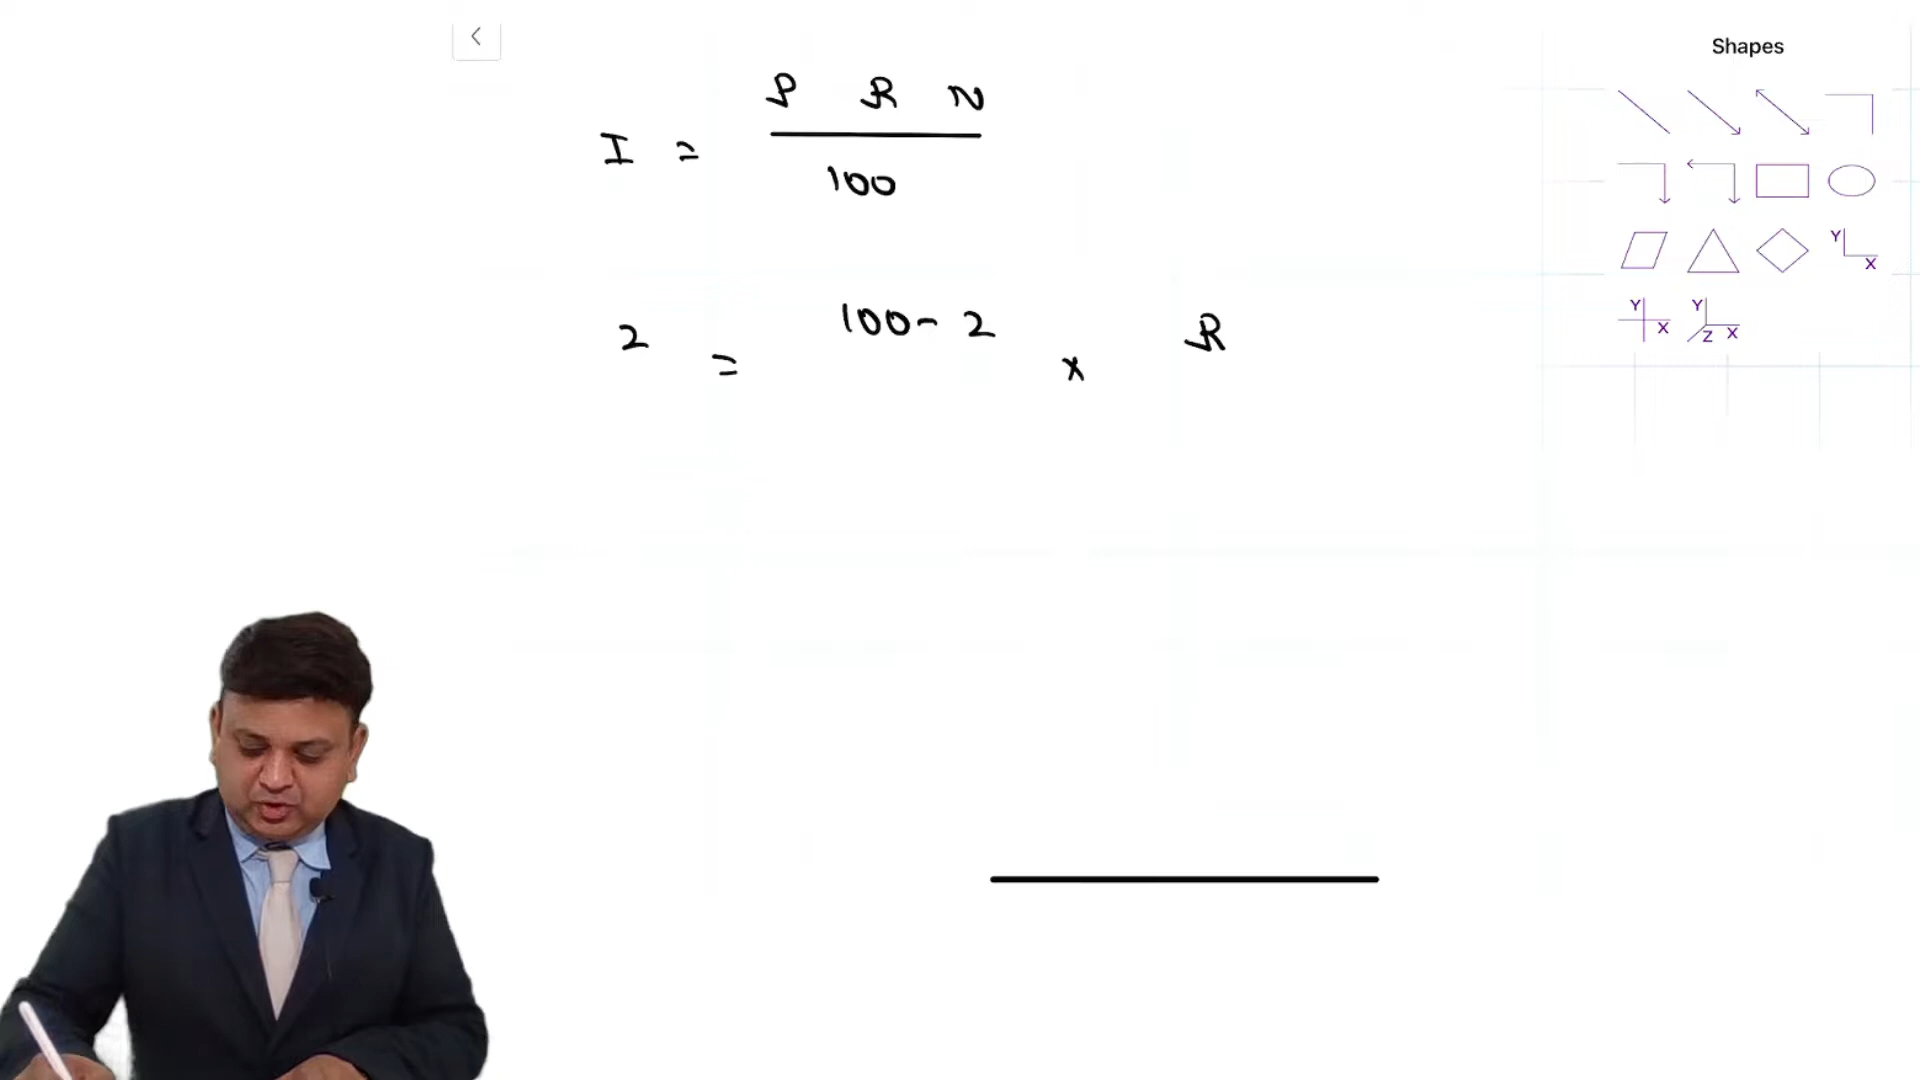 Shapes
P R N
I = ―
100
2 = 100 - 2 × R
Y
X
Y Y
X Z X